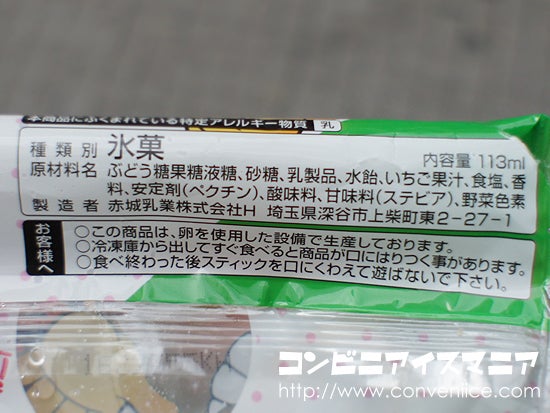 本商品にふくまれている特定アレルギー物質 乳
種類別 氷菓 内容量 113ml
原材料名 ぶどう糖果糖液糖、砂糖、乳製品、水飴、いちご果汁、食塩、香
料、安定剤(ペクチン)、酸味料、甘味料(ステビア)、野菜色素
製造者 赤城乳業株式会社H 埼玉県深谷市上柴町東2-27-1
お客様へ
○この商品は、卵を使用した設備で生産しております。
○冷凍庫から出してすぐ食べると商品が口にはりつく事があります。
○食べ終わった後スティックを口にくわえて遊ばないで下さい。
コンビニアイスマニア
http://www.conveniice.com/